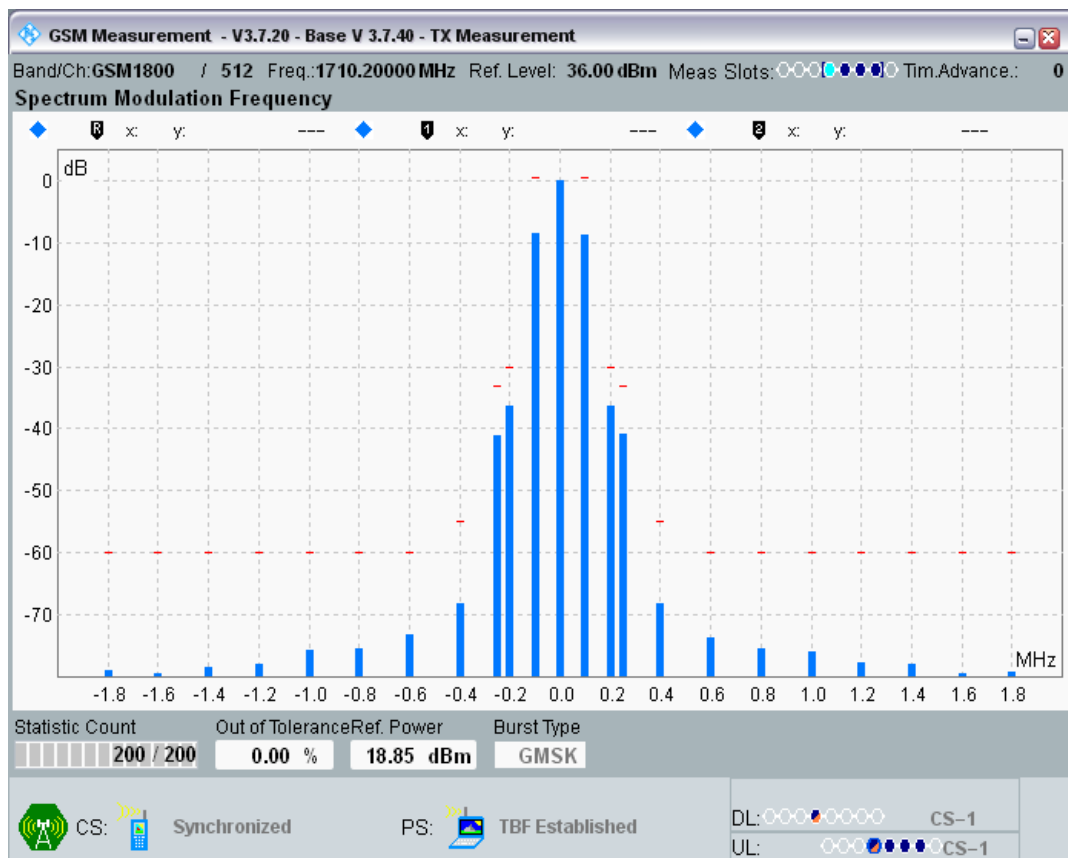 GSM Measurement - V3.7.20 - Base V 3.7.40 - TX Measurement
Band/Ch:GSM1800 / 512 Freq.:1710.20000 MHz Ref. Level: 36.00 dBm Meas Slots: Tim.Advance.: 0
Spectrum Modulation Frequency
R x: y: --- 1 x: y: --- 2 x: y: ---
dB
0
-10
-20
-30
-40
-50
-60
-70
MHz
-1.8 -1.6 -1.4 -1.2 -1.0 -0.8 -0.6 -0.4 -0.2 0.0 0.2 0.4 0.6 0.8 1.0 1.2 1.4 1.6 1.8
Statistic Count Out of Tolerance Ref. Power Burst Type
200 / 200 0.00 % 18.85 dBm GMSK
CS: Synchronized PS: TBF Established
DL: CS-1
UL: CS-1